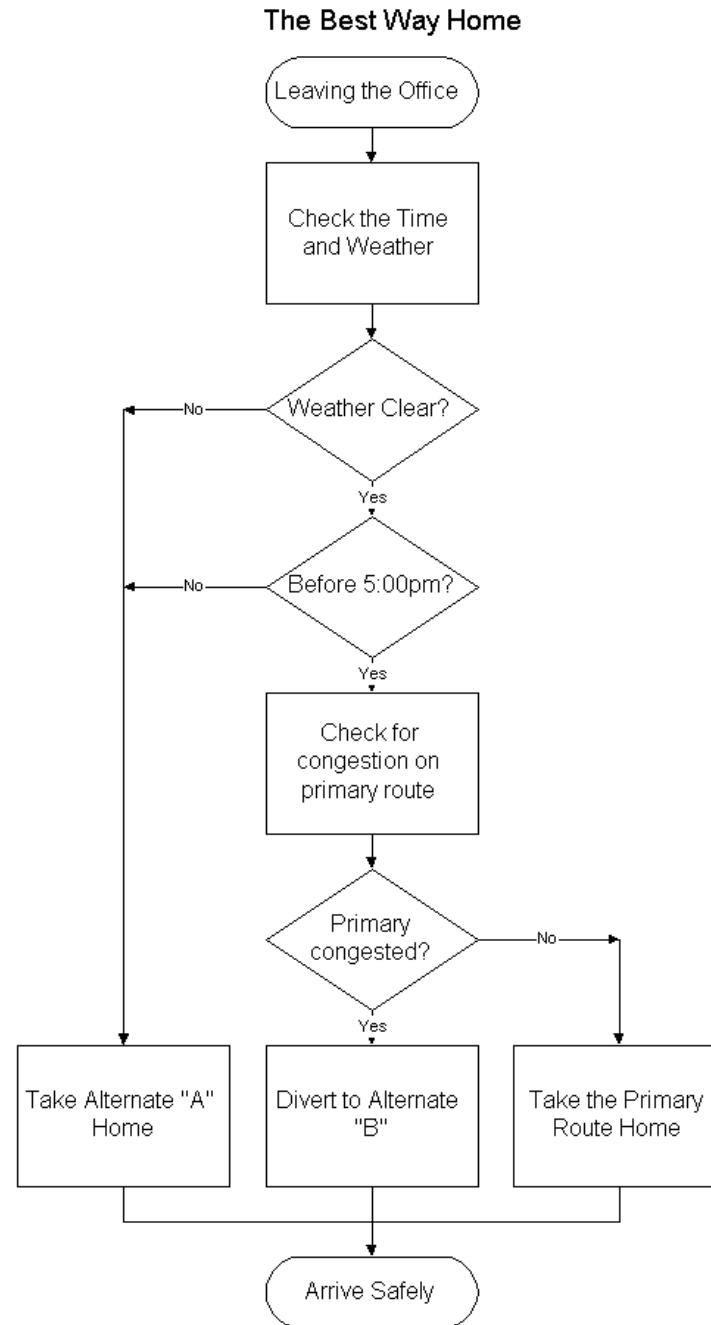 The Best Way Home
Leaving the Office
Check the Time
and Weather
Weather Clear?
No
Yes
Before 5:00pm?
No
Yes
Check for
congestion on
primary route
Primary
congested?
No
Yes
Take Alternate "A"
Home
Divert to Alternate
"B"
Take the Primary
Route Home
Arrive Safely